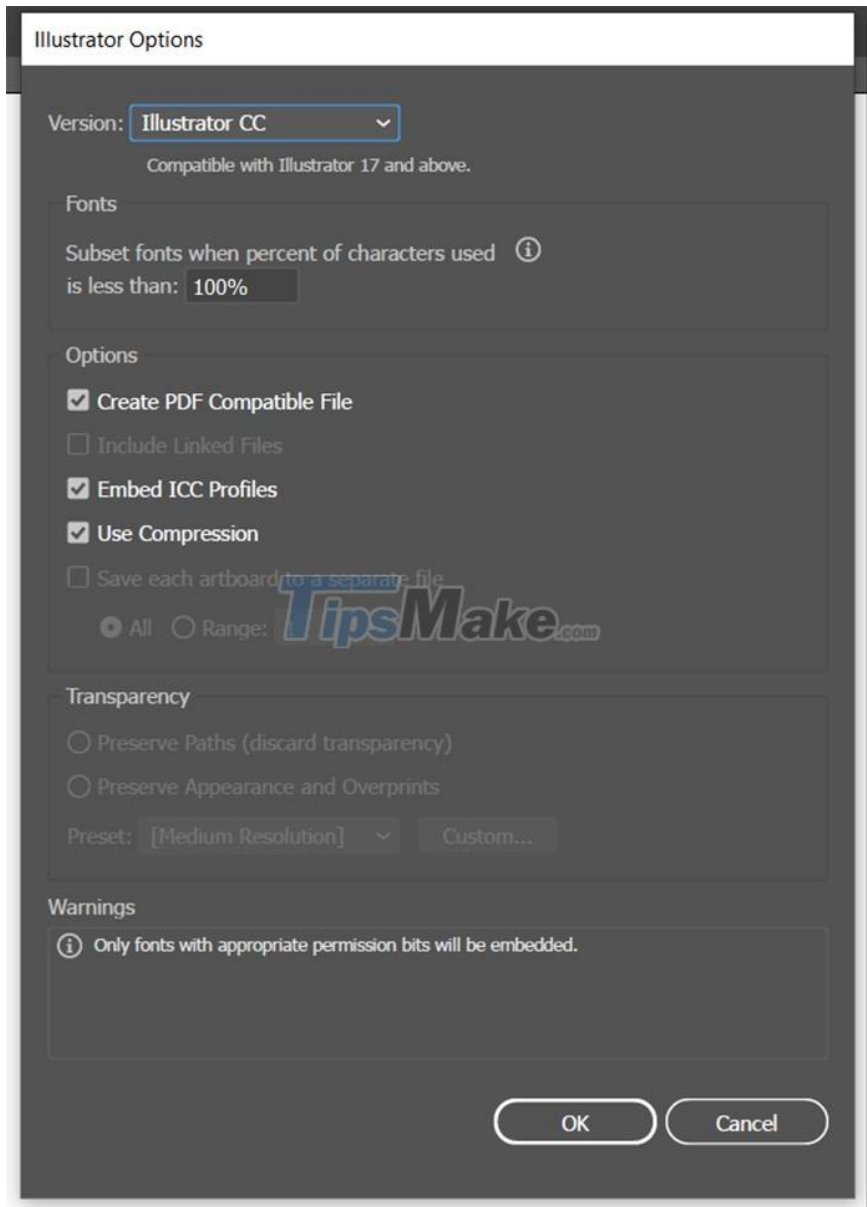 Illustrator Options
Version: Illustrator CC
Compatible with Illustrator 17 and above.
Fonts
Subset fonts when percent of characters used
is less than: 100%
Options
Create PDF Compatible File
Include Linked Files
Embed ICC Profiles
Use Compression
Save each artboard to a separate file
All Range: 1
TipsMake.com
Transparency
Preserve Paths (discard transparency)
Preserve Appearance and Overprints
Preset: [Medium Resolution] Custom...
Warnings
Only fonts with appropriate permission bits will be embedded.
OK Cancel